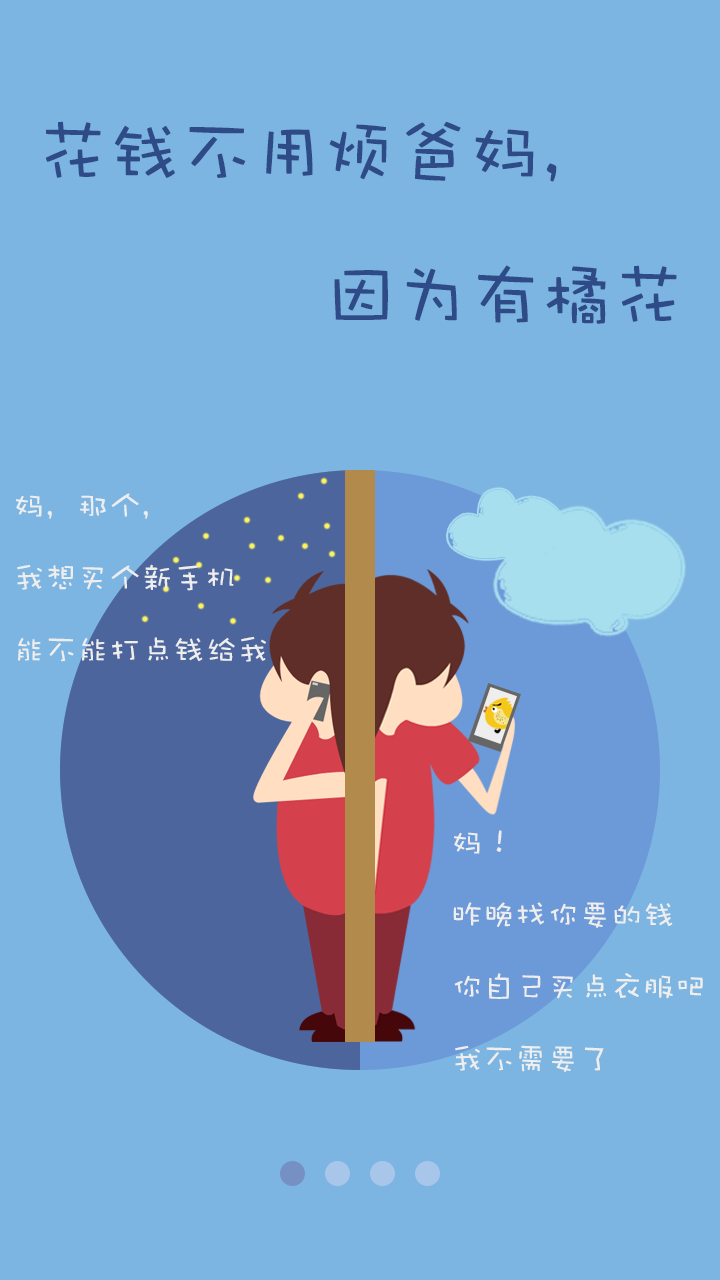 花钱不用烦爸妈，
因为有橘花
妈，那个，
我想买个新手机
能不能打点钱给我
妈！
昨晚找你要的钱
你自己买点衣服吧
我不需要了